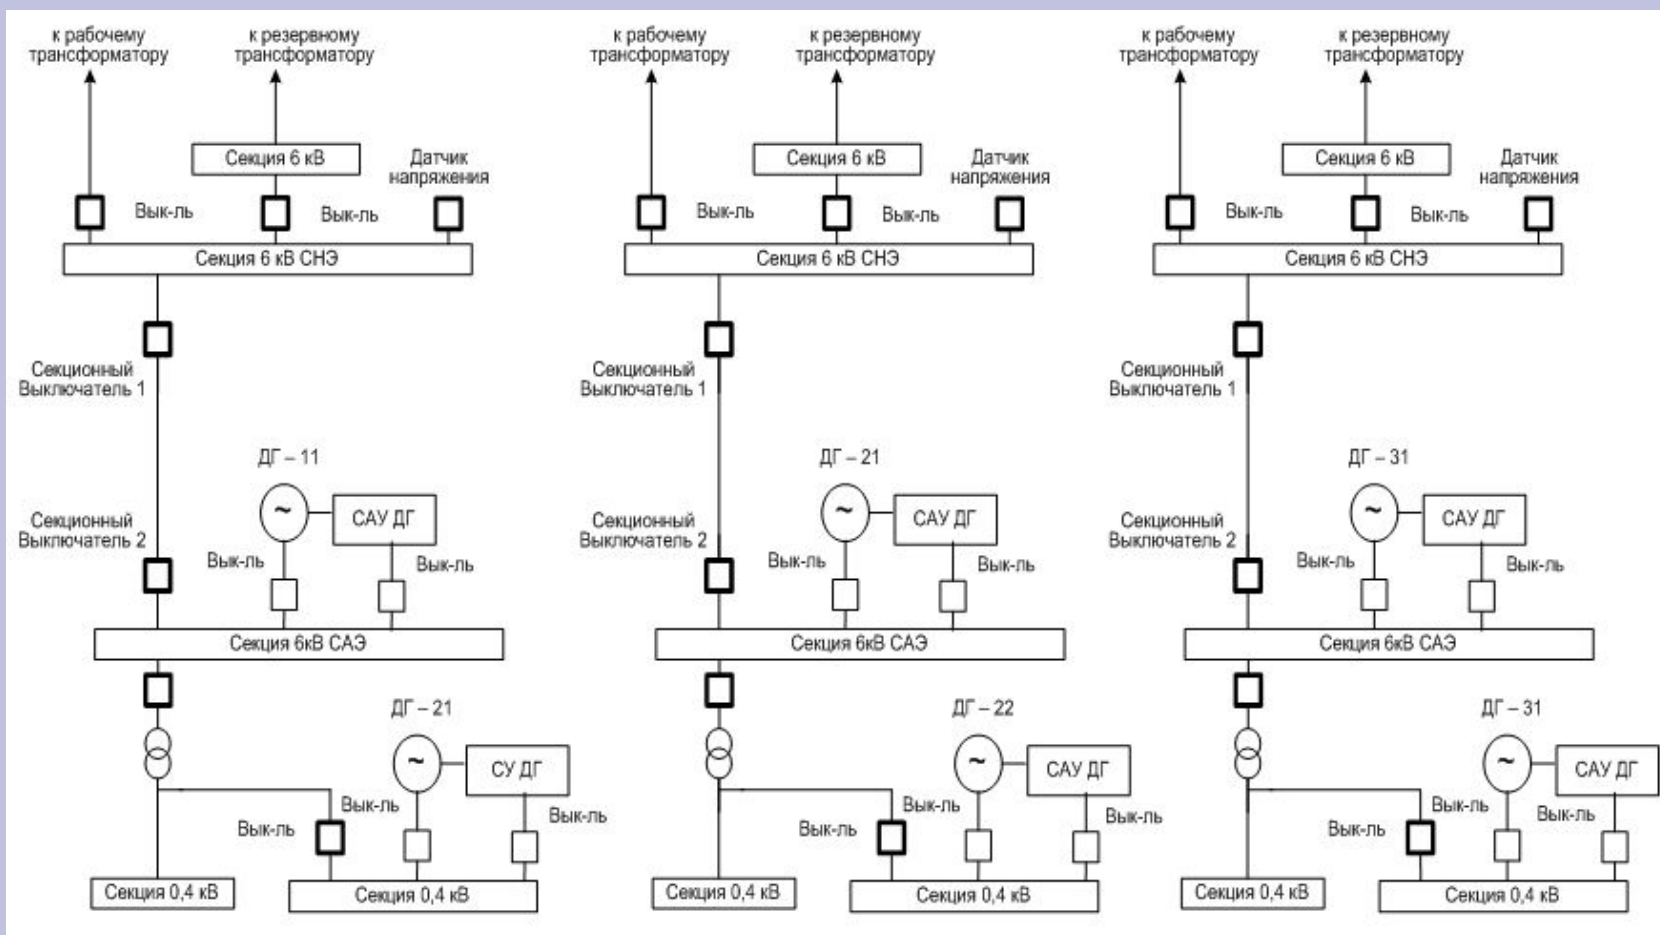 к рабочему
трансформатору
к резервному
трансформатору
Секция 6 кВ
Датчик
напряжения
Вык-ль
Вык-ль
Секция 6 кВ СНЭ
Секционный
Выключатель 1
ДГ – 11
Секционный
Выключатель 2
САУ ДГ
Вык-ль
Вык-ль
Секция 6кВ САЭ
ДГ – 21
СУ ДГ
Вык-ль
Вык-ль
Вык-ль
Секция 0,4 кВ
Секция 0,4 кВ
к рабочему
трансформатору
к резервному
трансформатору
Секция 6 кВ
Датчик
напряжения
Вык-ль
Вык-ль
Секция 6 кВ СНЭ
Секционный
Выключатель 1
ДГ – 21
Секционный
Выключатель 2
САУ ДГ
Вык-ль
Вык-ль
Секция 6кВ САЭ
ДГ – 22
САУ ДГ
Вык-ль
Вык-ль
Вык-ль
Секция 0,4 кВ
Секция 0,4 кВ
к рабочему
трансформатору
к резервному
трансформатору
Секция 6 кВ
Датчик
напряжения
Вык-ль
Вык-ль
Секция 6 кВ СНЭ
Секционный
Выключатель 1
ДГ – 31
Секционный
Выключатель 2
САУ ДГ
Вык-ль
Вык-ль
Секция 6кВ САЭ
ДГ – 31
САУ ДГ
Вык-ль
Вык-ль
Вык-ль
Секция 0,4 кВ
Секция 0,4 кВ